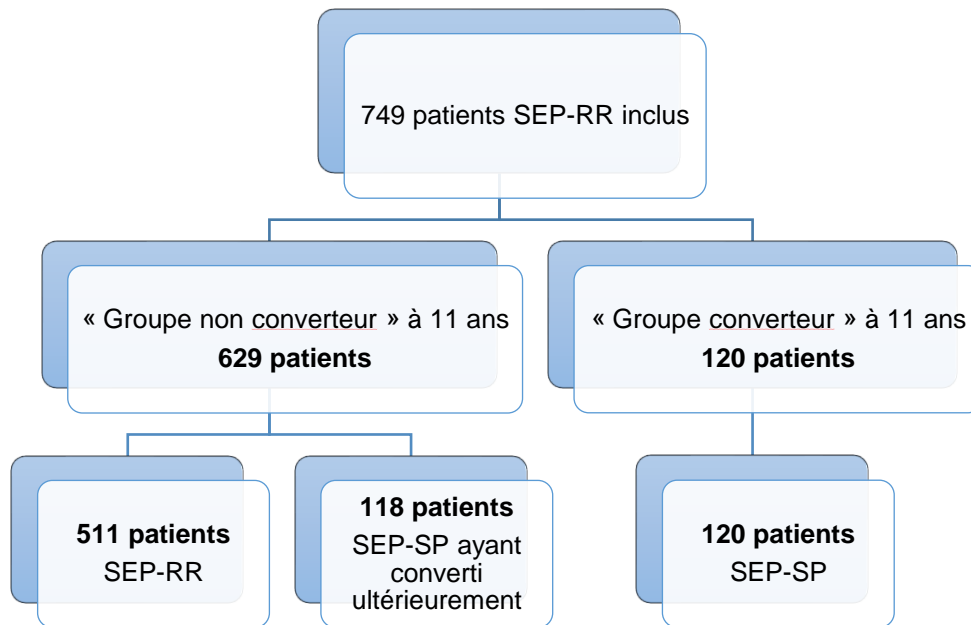 749 patients SEP-RR inclus
« Groupe non converteur » à 11 ans
629 patients
« Groupe converteur » à 11 ans
120 patients
511 patients
SEP-RR
118 patients
SEP-SP ayant
converti
ultérieurement
120 patients
SEP-SP